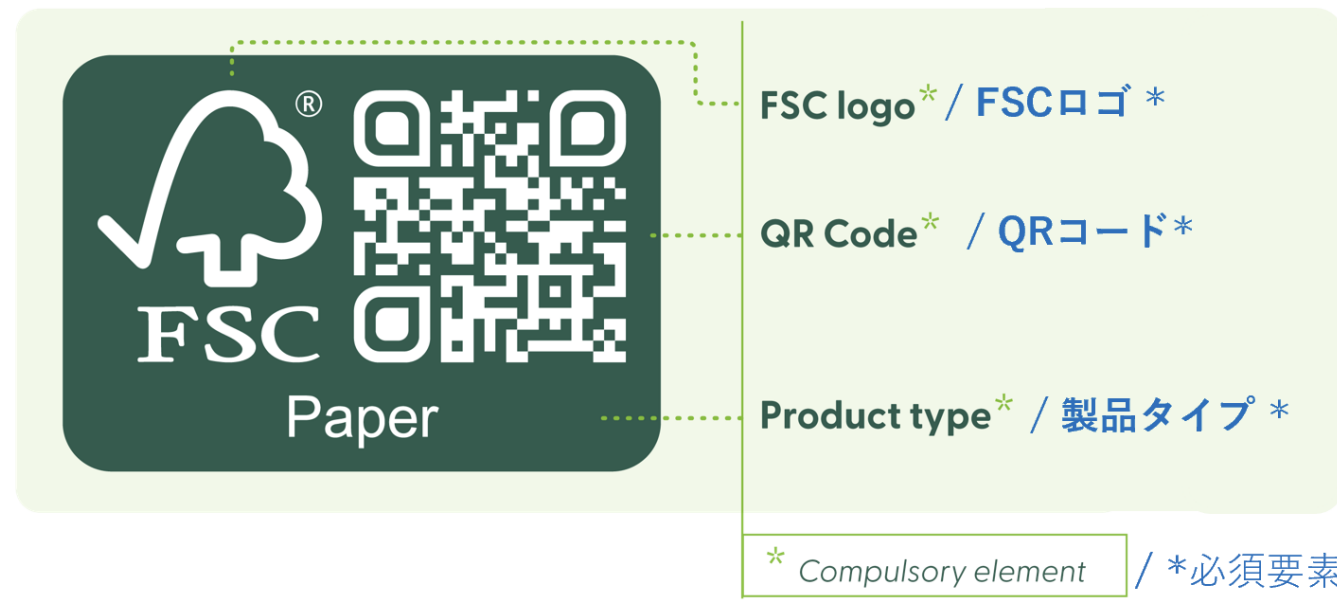 ®
FSC
Paper
FSC logo* / FSCロゴ *
QR Code* / QRコード*
Product type* / 製品タイプ *
* Compulsory element / *必須要素